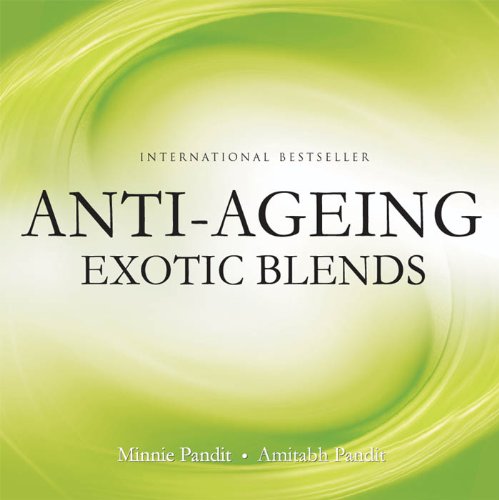 INTERNATIONAL BESTSELLER
ANTI-AGEING
EXOTIC BLENDS
Minnie Pandit • Amitabh Pandit